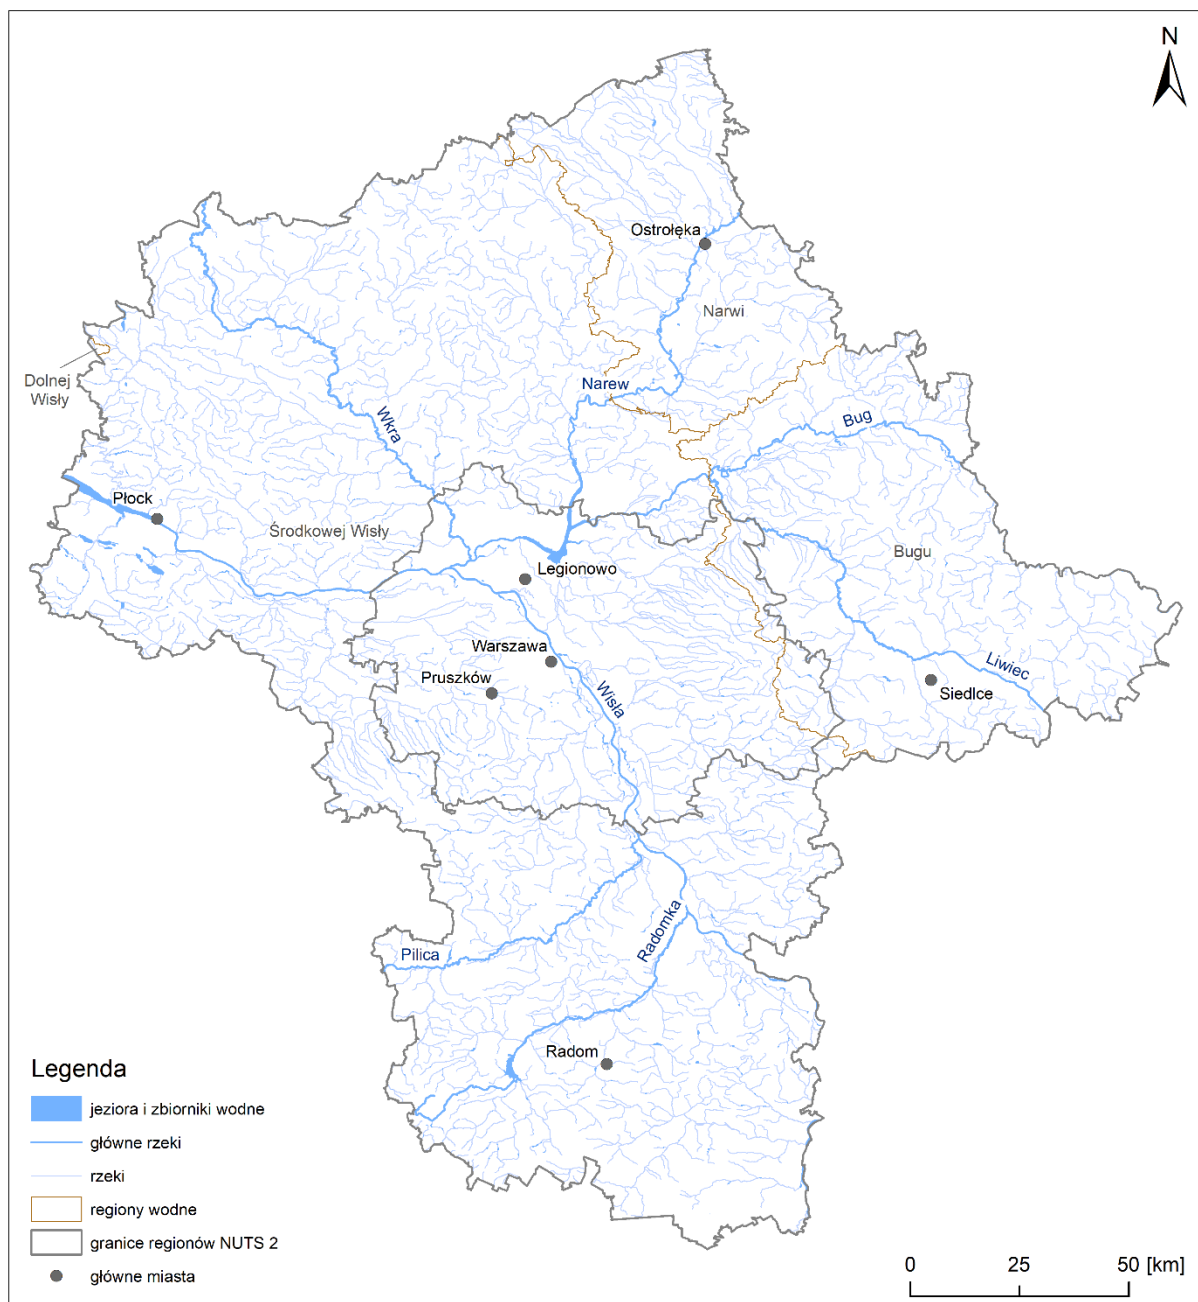 N
Ostrołęka
Narwi
Dolnej
Wisły
Narew
Wkra
Bug
Płock
Środkowej Wisły
Bugu
Legionowo
Warszawa
Pruszków
Wisła
Liwiec
Siedlce
Radomka
Pilica
Radom
Legenda
jeziora i zbiorniki wodne
główne rzeki
rzeki
regiony wodne
granice regionów NUTS 2
główne miasta
0 25 50 [km]